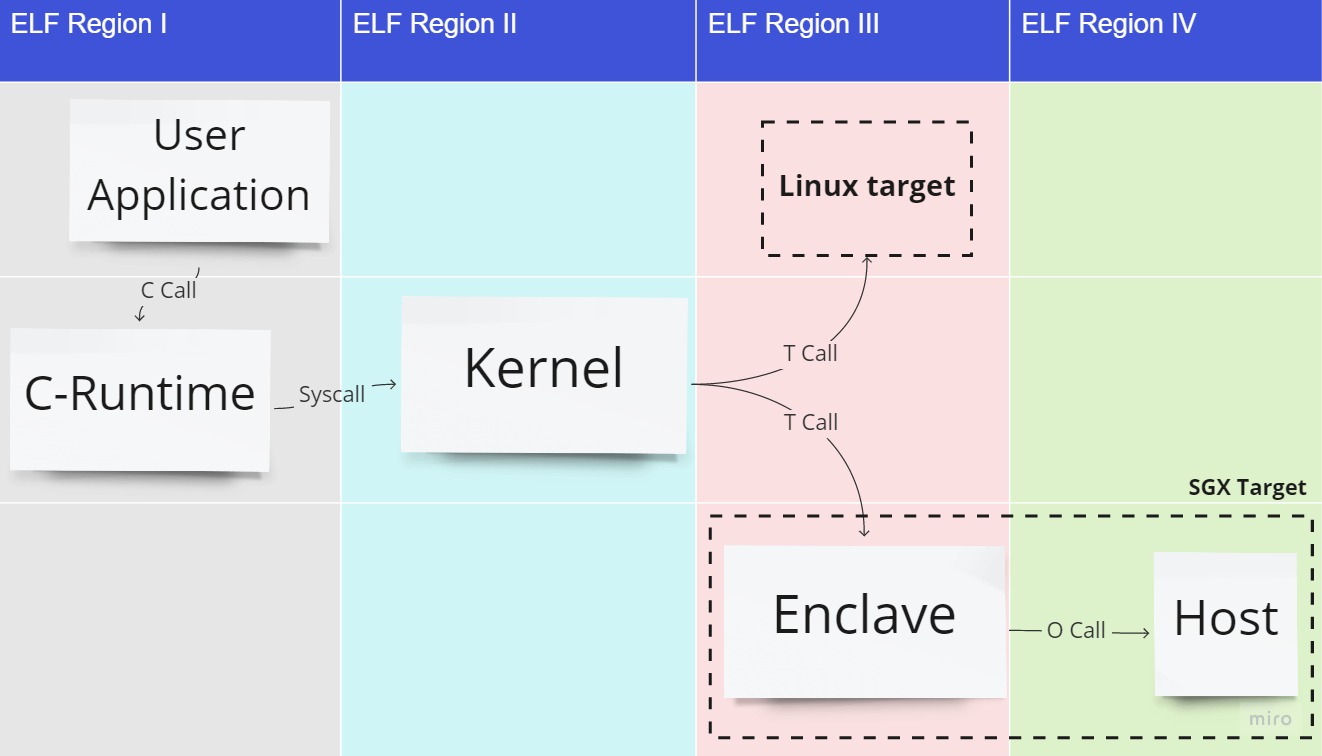 ELF Region I
ELF Region II
ELF Region III
ELF Region IV
User
Application
Linux target
C Call
C-Runtime
Syscall
Kernel
T Call
T Call
SGX Target
Enclave
O Call
Host
miro